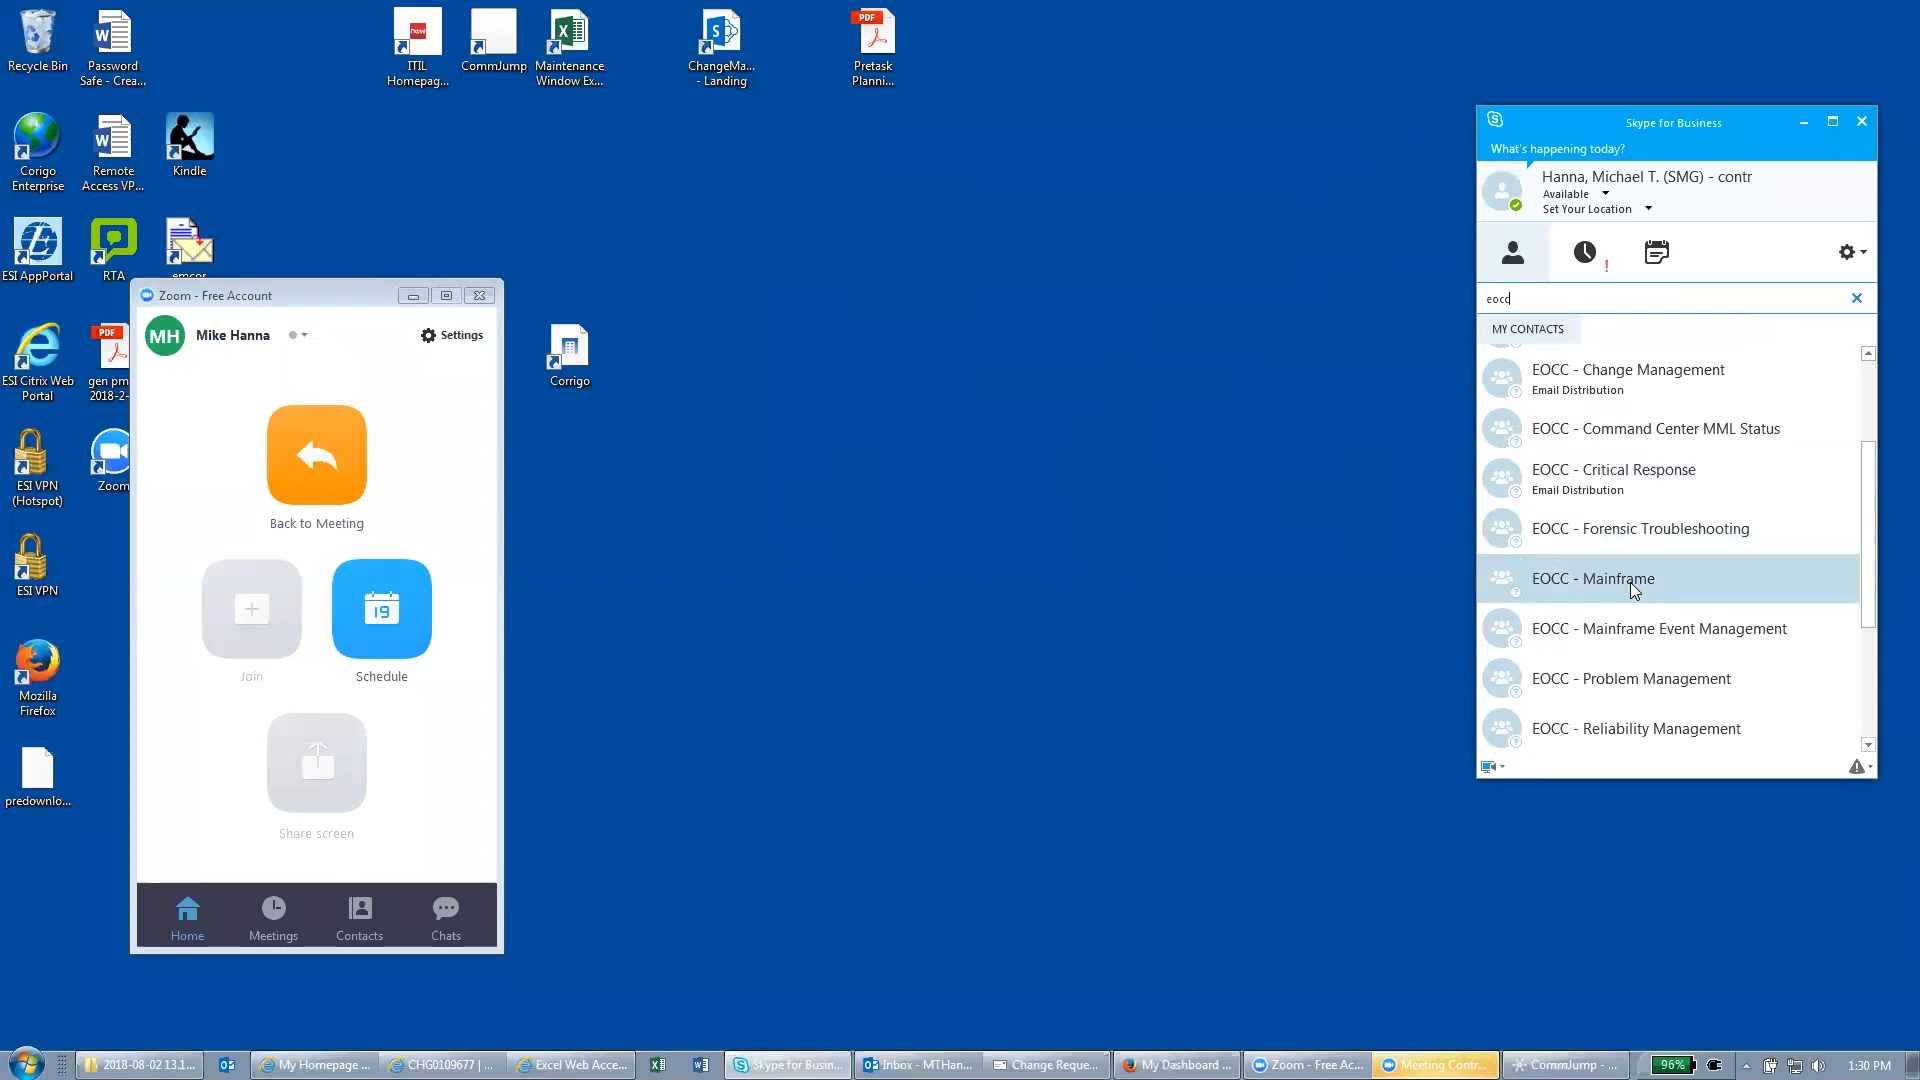 Recycle Bin
Password
Safe - Crea...
now
ITIL
Homepag...
CommJump
Maintenance
Window Ex...
ChangeMa...
- Landing
PDF
Pretask
Planni...
Corigo
Enterprise
Remote
Access VP...
Kindle
ESI AppPortal
RTA
emcor
ESI Citrix Web
Portal
PDF
gen pm
2018-2-
ESI VPN
(Hotspot)
Zoom
ESI VPN
Mozilla
Firefox
predownlo...
Corrigo
Zoom - Free Account
MH
Mike Hanna
Settings
Back to Meeting
Join
19
Schedule
Share screen
Home
Meetings
Contacts
Chats
Skype for Business
What's happening today?
Hanna, Michael T. (SMG) - contr
Available
Set Your Location
eocc
MY CONTACTS
EOCC - Change Management
Email Distribution
EOCC - Command Center MML Status
EOCC - Critical Response
Email Distribution
EOCC - Forensic Troubleshooting
EOCC - Mainframe
EOCC - Mainframe Event Management
EOCC - Problem Management
EOCC - Reliability Management
2018-08-02 13.1...
My Homepage ...
CHG0109677 | ...
Excel Web Acce...
Skype for Busin...
Inbox - MTHan...
Change Reque...
My Dashboard ...
Zoom - Free Ac...
Meeting Contr...
CommJump - ...
96%
1:30 PM